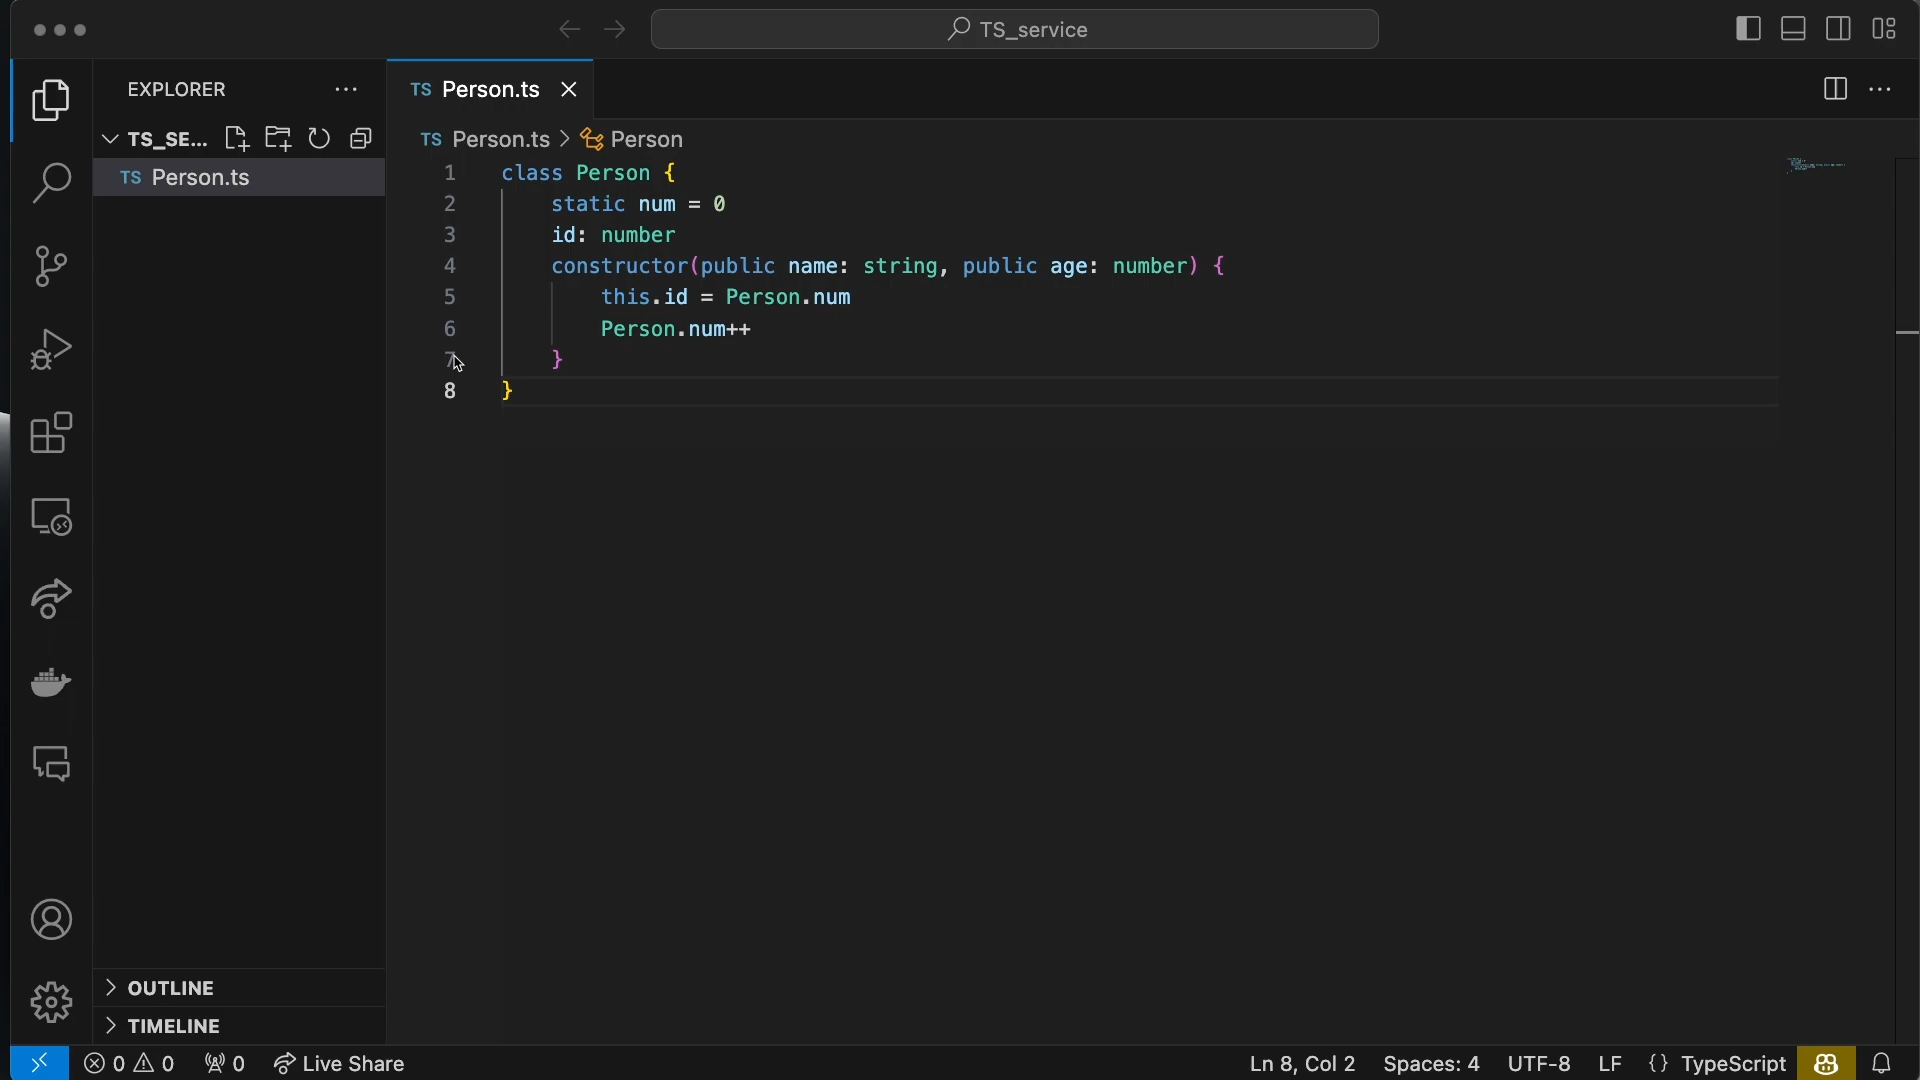 TS_service
EXPLORER
TS Person.ts
TS_SE...
TS Person.ts > Person
TS Person.ts
1 class Person {
2 static num = 0
3 id: number
4 constructor(public name: string, public age: number) {
5 this.id = Person.num
6 Person.num++
7 }
8 }
OUTLINE
TIMELINE
0 0 0 Live Share Ln 8, Col 2 Spaces: 4 UTF-8 LF {} TypeScript